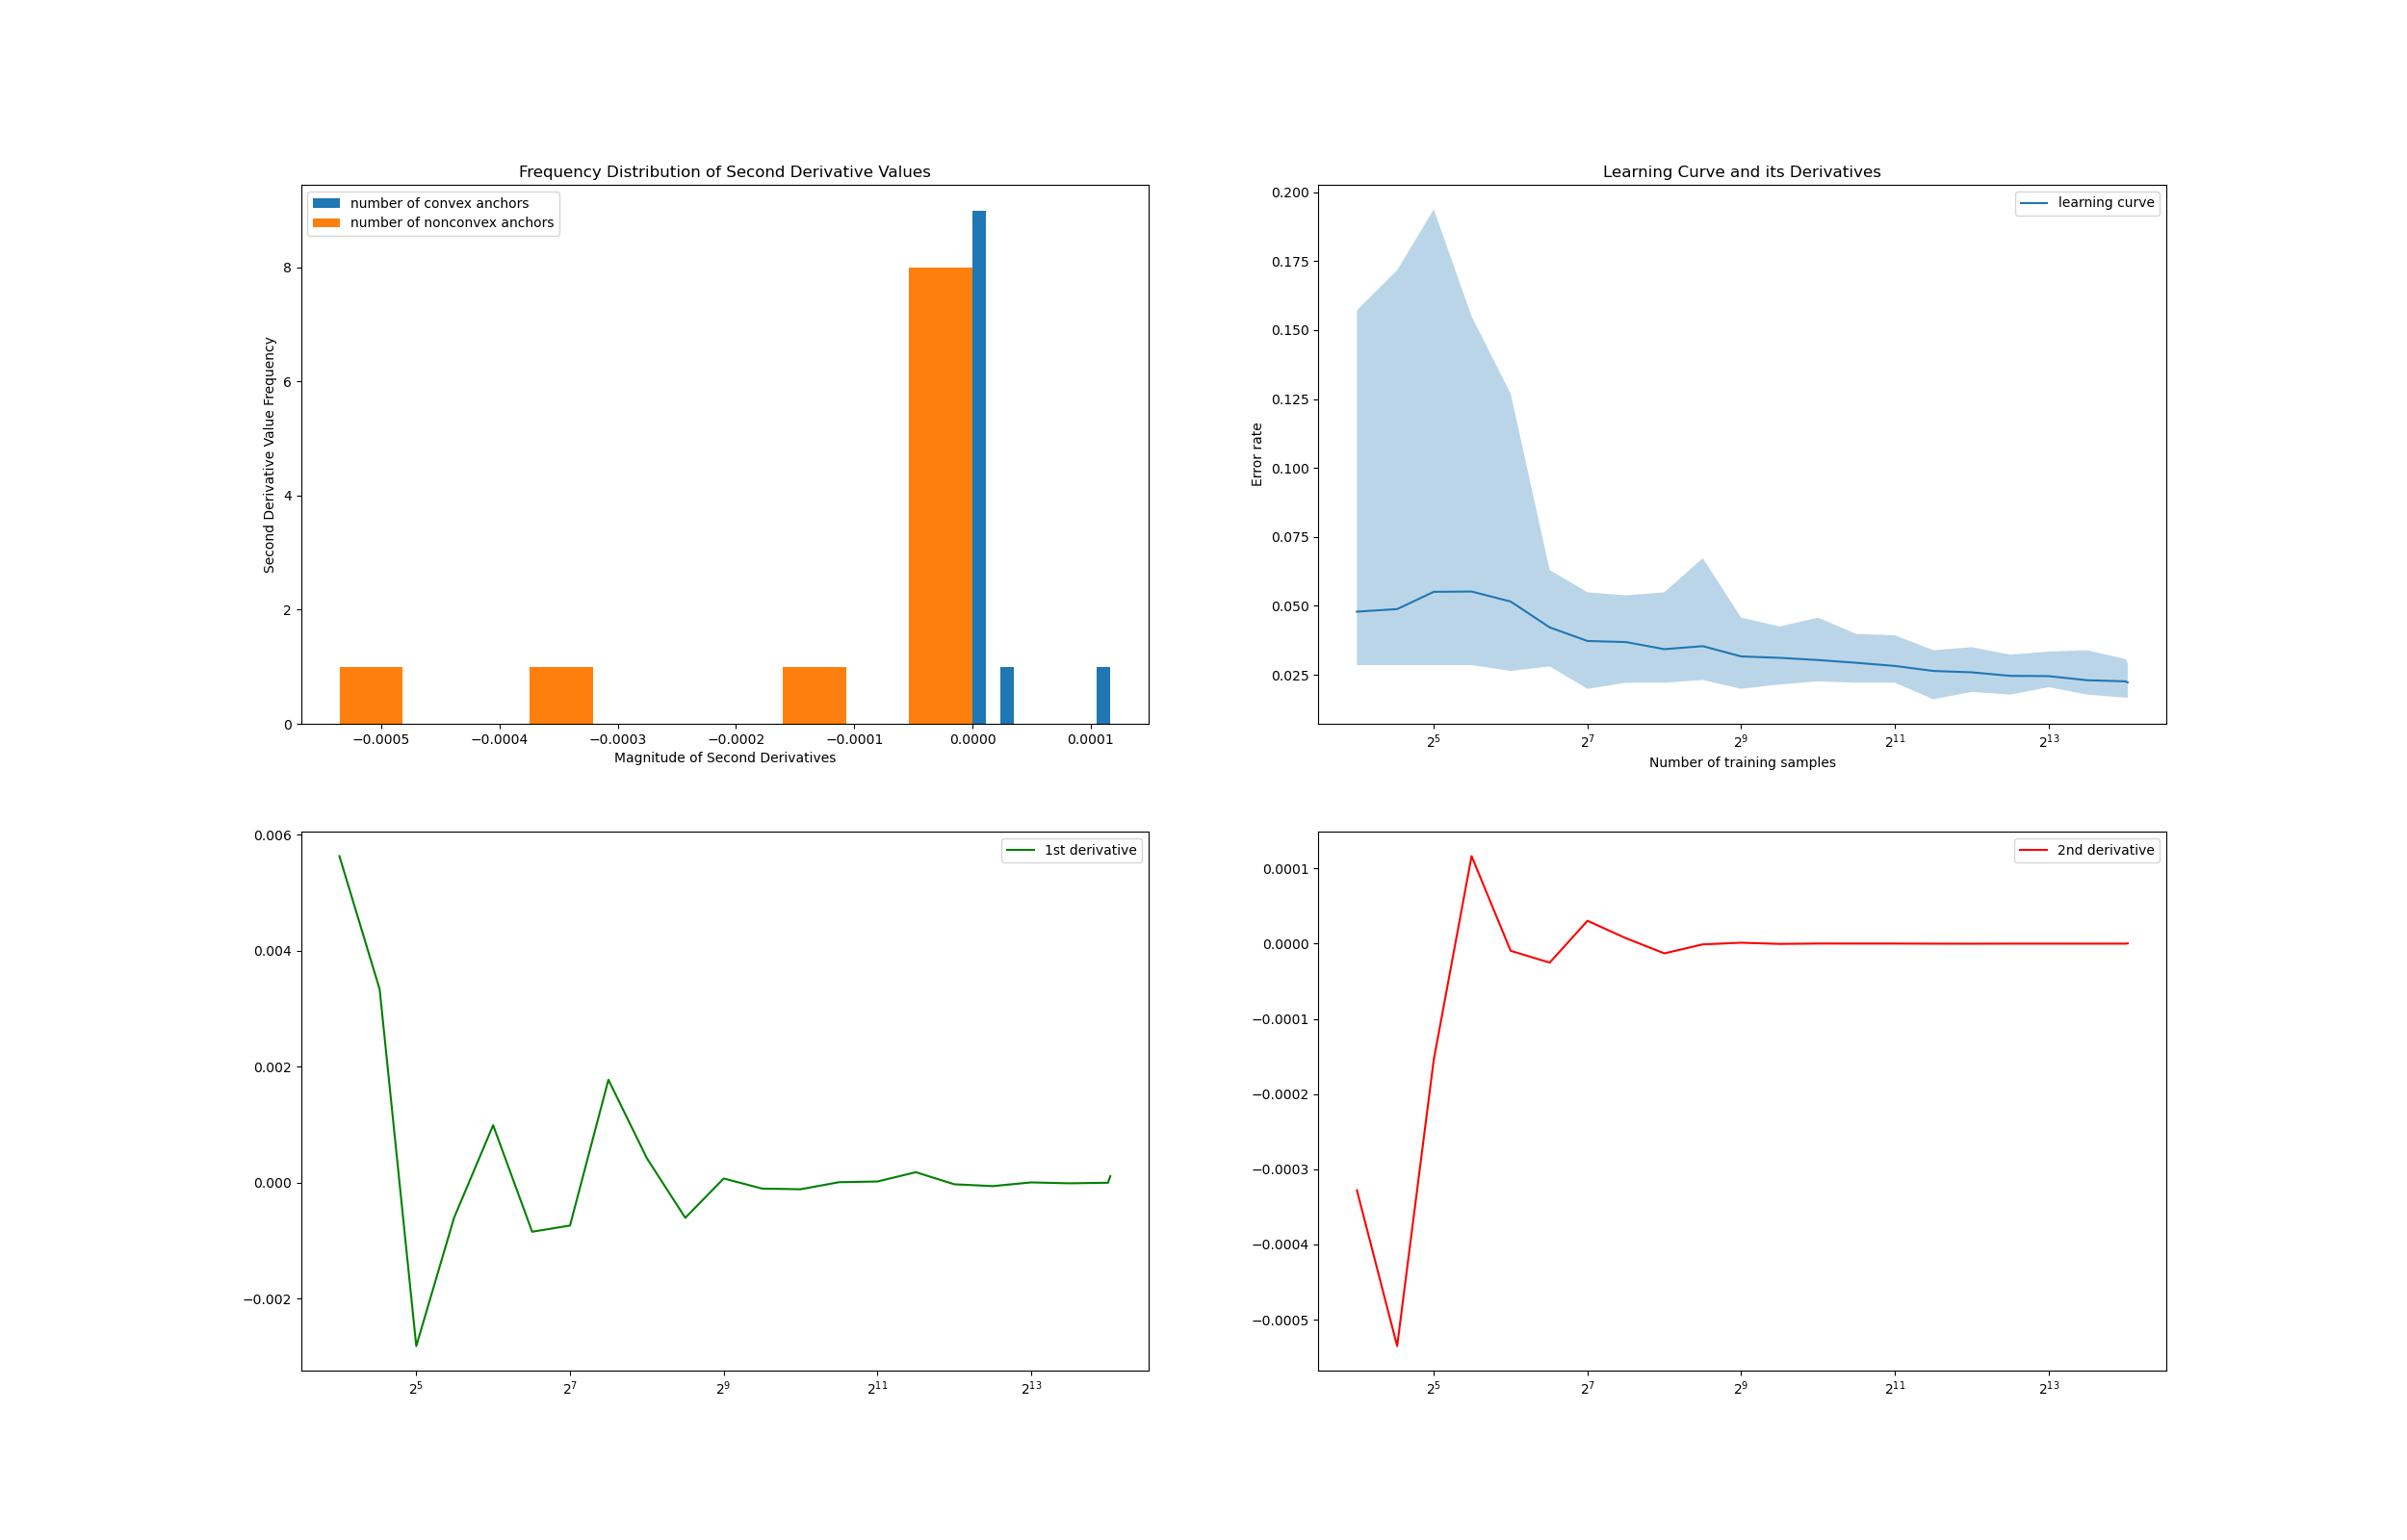 Frequency Distribution of Second Derivative Values
number of convex anchors
number of nonconvex anchors
Second Derivative Value Frequency
8
6
4
2
0
−0.0005 −0.0004 −0.0003 −0.0002 −0.0001 0.0000 0.0001
Magnitude of Second Derivatives
Learning Curve and its Derivatives
learning curve
Error rate
0.200
0.175
0.150
0.125
0.100
0.075
0.050
0.025
2^5 2^7 2^9 2^11 2^13
Number of training samples
1st derivative
0.006
0.004
0.002
0.000
−0.002
2^5 2^7 2^9 2^11 2^13
2nd derivative
0.0001
0.0000
−0.0001
−0.0002
−0.0003
−0.0004
−0.0005
2^5 2^7 2^9 2^11 2^13